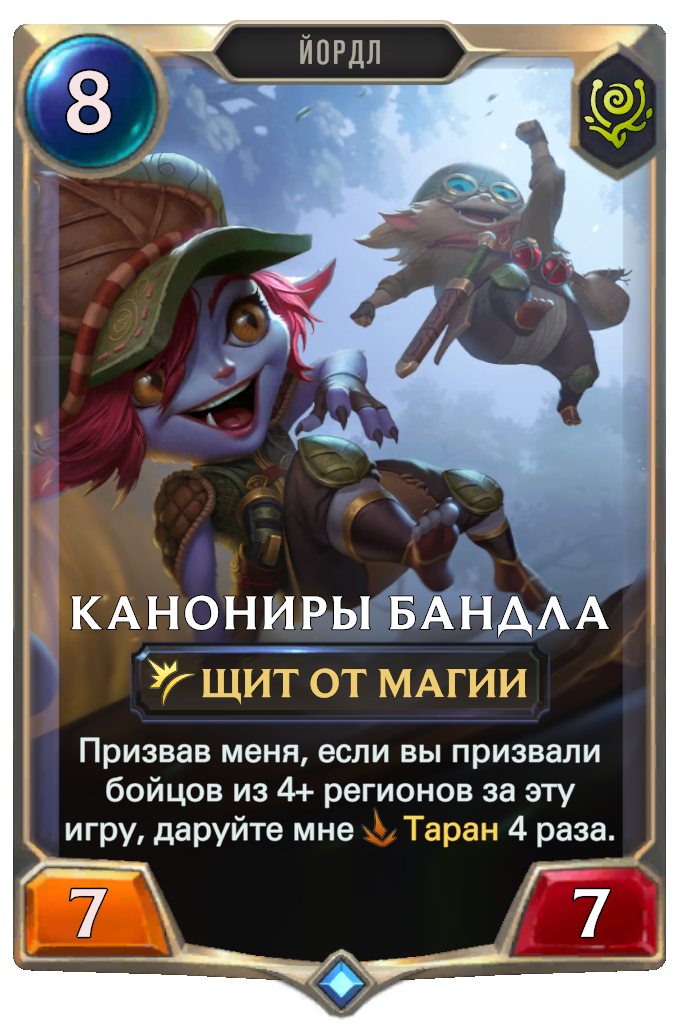 ЙОРДЛ
8
КАНОНИРЫ БАНДЛА
ЩИТ ОТ МАГИИ
Призвав меня, если вы призвали
бойцов из 4+ регионов за эту
игру, даруйте мне Таран 4 раза.
7
7